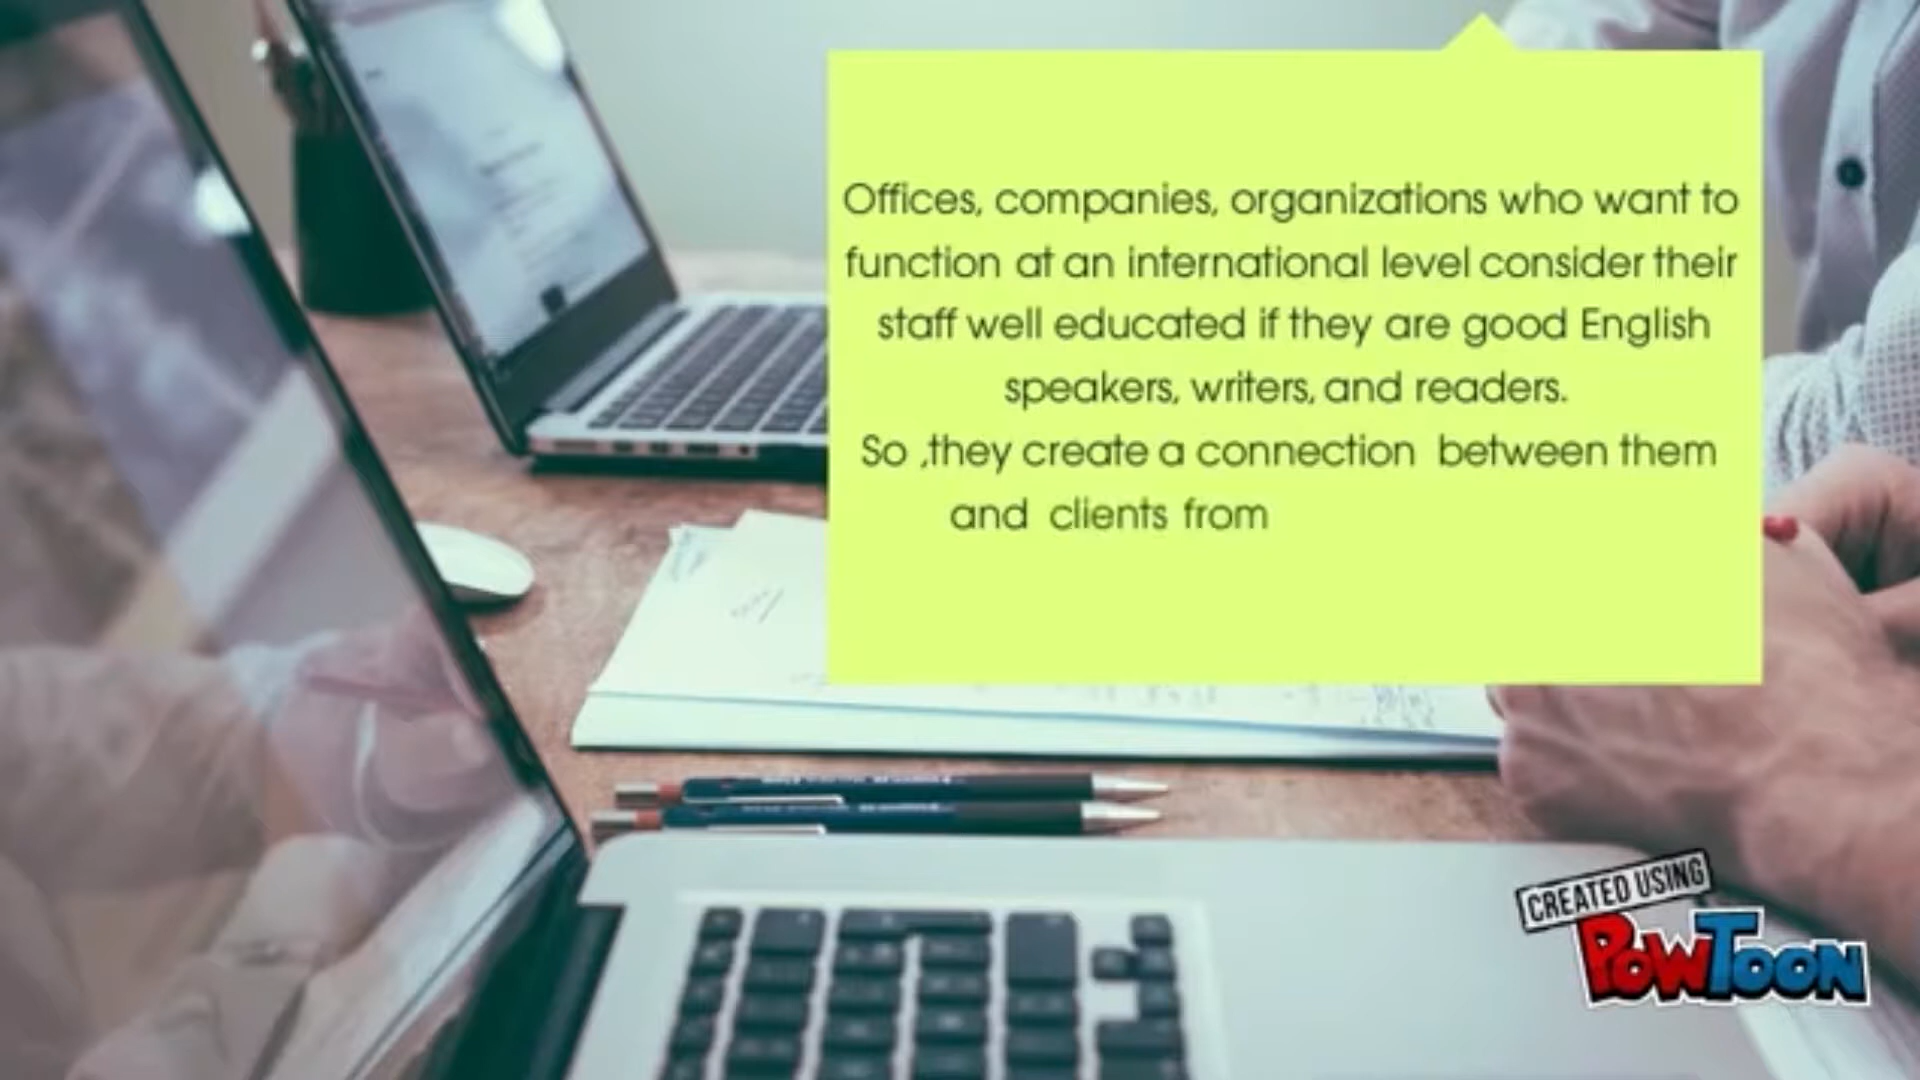 Offices, companies, organizations who want to
function at an international level consider their
staff well educated if they are good English
speakers, writers, and readers.
So ,they create a connection between them
and clients from
CREATED USING
POWTOON